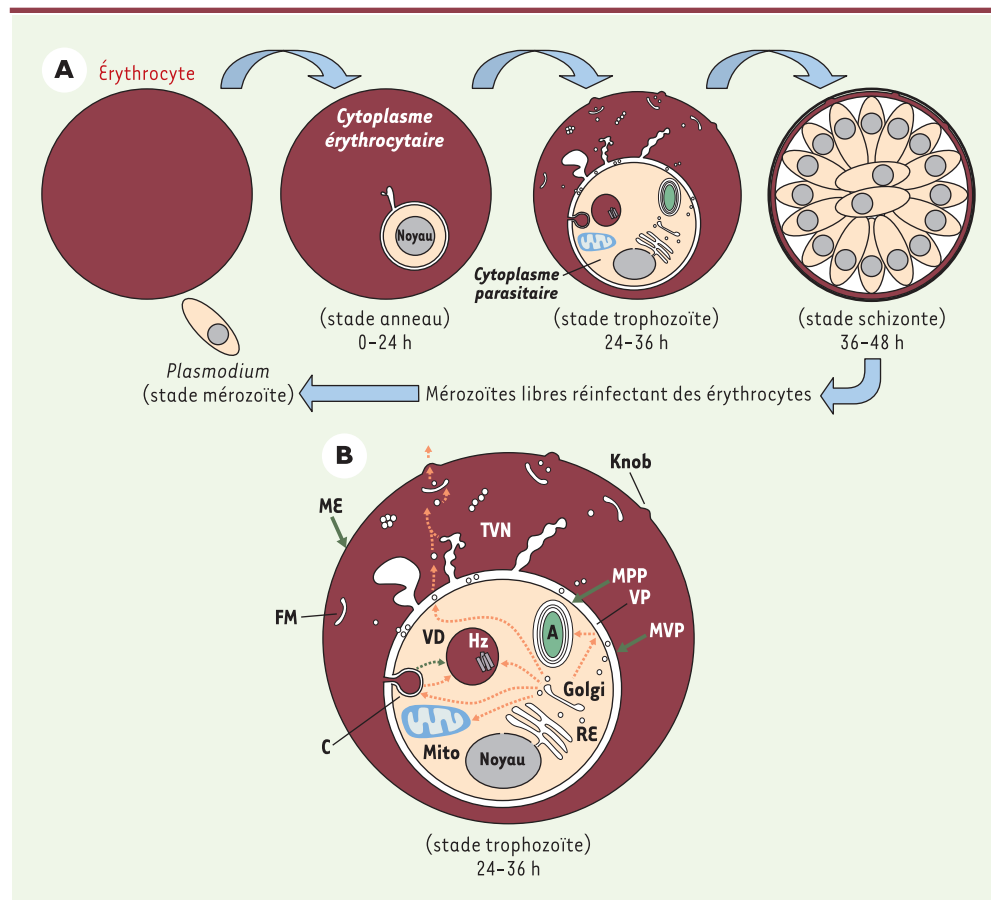 A
Érythrocyte
Cytoplasme
érythrocytaire
Noyau
Cytoplasme
parasitaire
(stade anneau)
0-24 h
(stade trophozoïte)
24-36 h
(stade schizonte)
36-48 h
Plasmodium
(stade mérozoïte)
Mérozoïtes libres réinfectant des érythrocytes
B
Knob
ME
TVN
MPP
VP
FM
VD
Hz
A
MVP
Golgi
RE
C
Mito
Noyau
(stade trophozoïte)
24-36 h